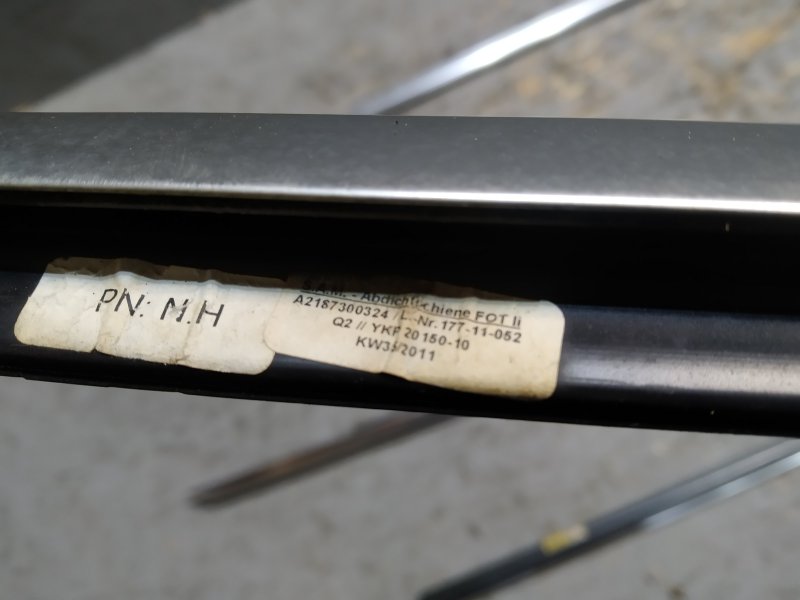 PN: N.H
S.A.M. - Abdichtschiene FOT li
A2187300324 / L.-Nr. 177-11-052
Q2 // YKP 20150-10
KW35/2011